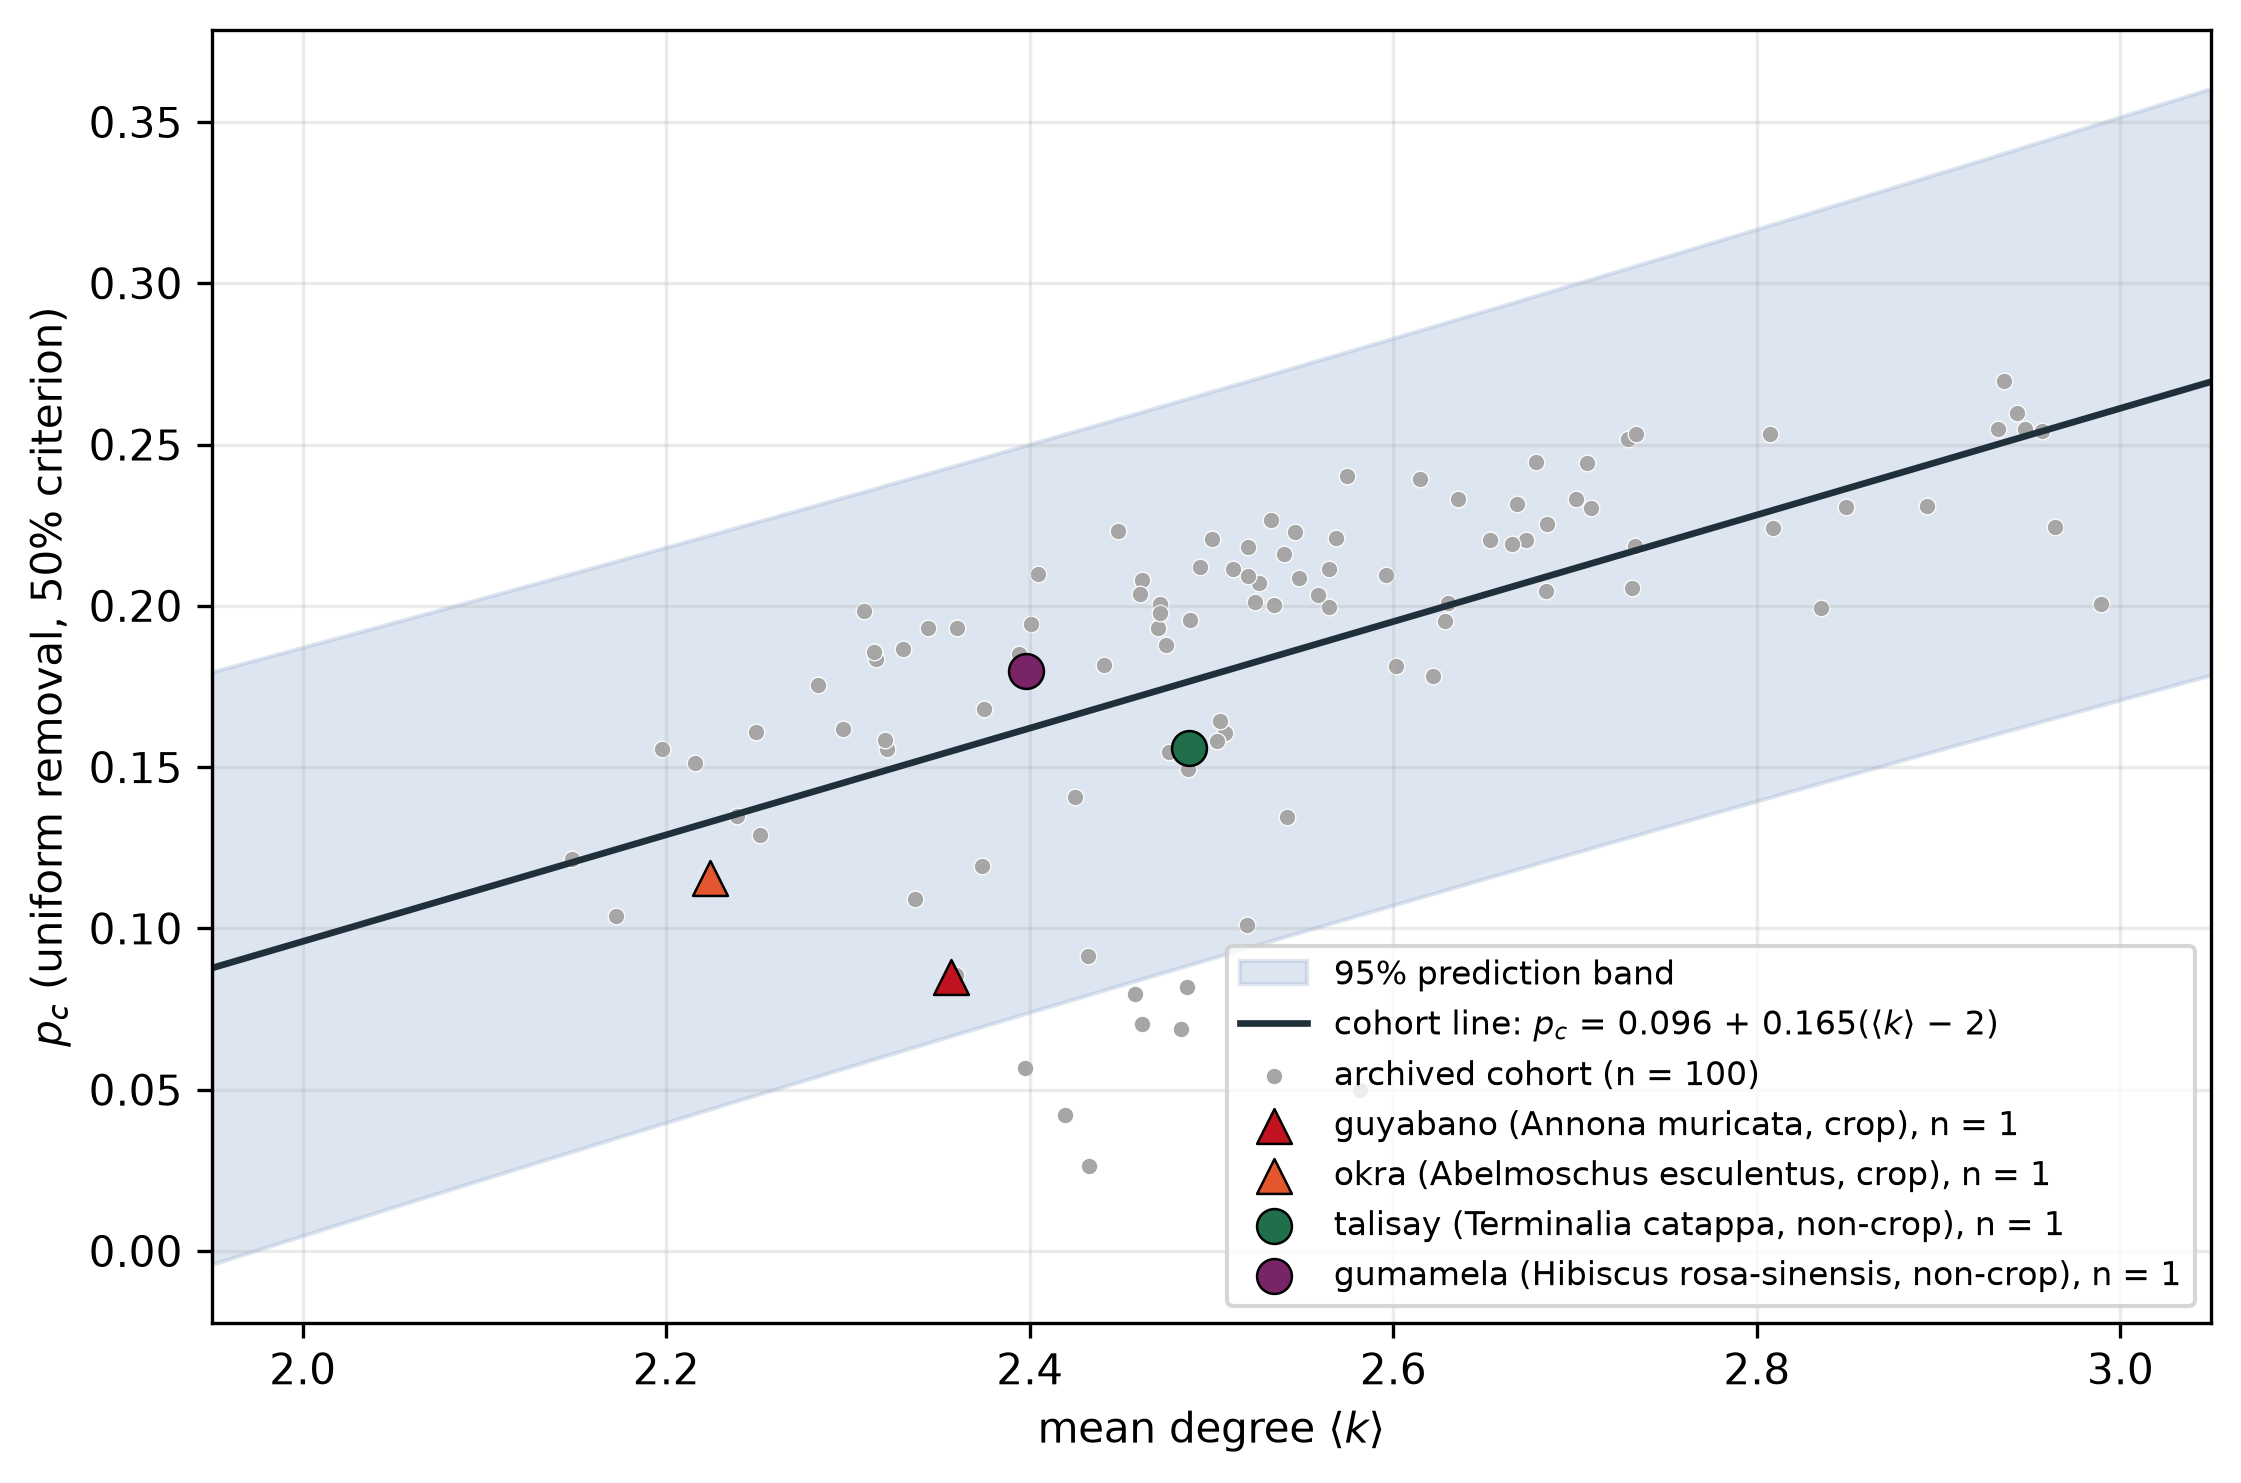 0.35
0.30
0.25
0.20
0.15
0.10
0.05
0.00
p_c (uniform removal, 50% criterion)
95% prediction band
cohort line: p_c = 0.096 + 0.165(⟨k⟩ − 2)
archived cohort (n = 100)
guyabano (Annona muricata, crop), n = 1
okra (Abelmoschus esculentus, crop), n = 1
talisay (Terminalia catappa, non-crop), n = 1
gumamela (Hibiscus rosa-sinensis, non-crop), n = 1
2.0 2.2 2.4 2.6 2.8 3.0
mean degree ⟨k⟩